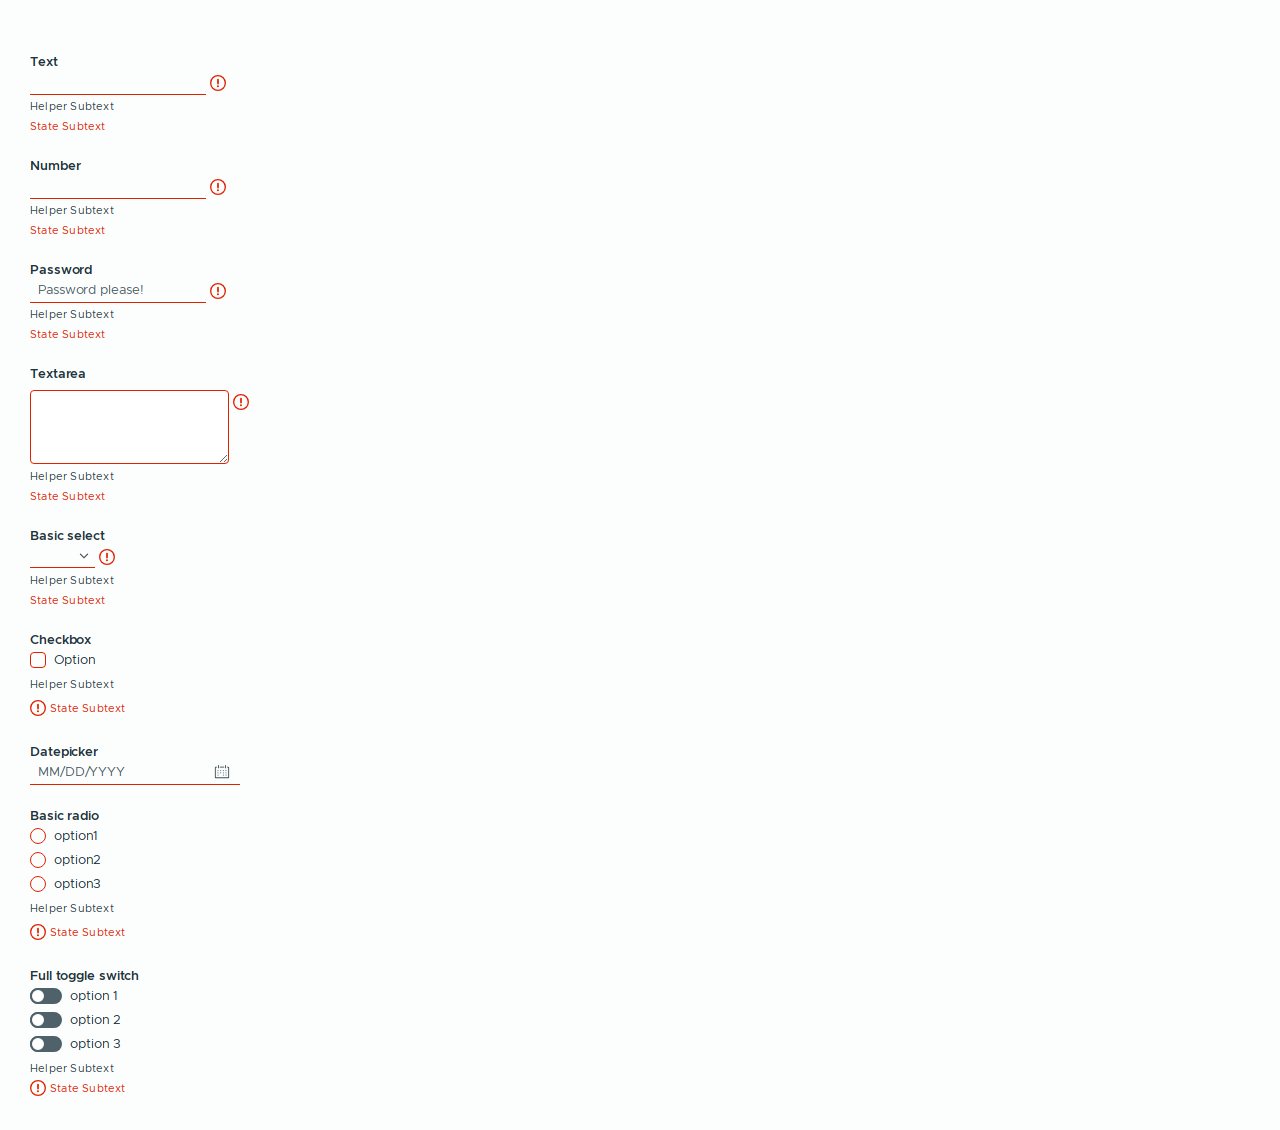 Text
Helper Subtext
State Subtext
Number
Helper Subtext
State Subtext
Password
Password please!
Helper Subtext
State Subtext
Textarea
Helper Subtext
State Subtext
Basic select
Helper Subtext
State Subtext
Checkbox
Option
Helper Subtext
State Subtext
Datepicker
MM/DD/YYYY
Basic radio
option1
option2
option3
Helper Subtext
State Subtext
Full toggle switch
option 1
option 2
option 3
Helper Subtext
State Subtext